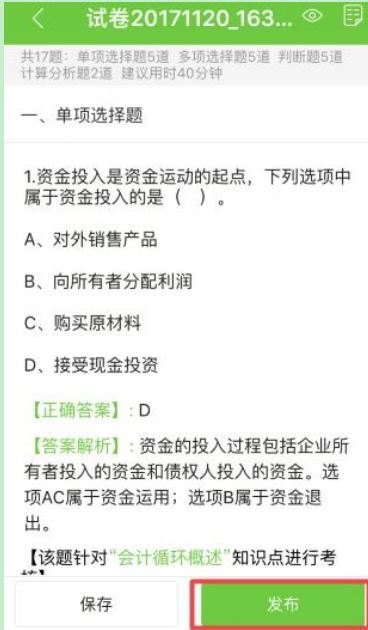 试卷20171120_163...
共17题：单项选择题5道 多项选择题5道 判断题5道
计算分析题2道 建议用时40分钟
一、单项选择题
1.资金投入是资金运动的起点，下列选项中
属于资金投入的是（ ）。
A、对外销售产品
B、向所有者分配利润
C、购买原材料
D、接受现金投资
【正确答案】：D
【答案解析】：资金的投入过程包括企业所
有者投入的资金和债权人投入的资金。选
项AC属于资金运用；选项B属于资金退
出。
【该题针对“会计循环概述”知识点进行考
保存
发布